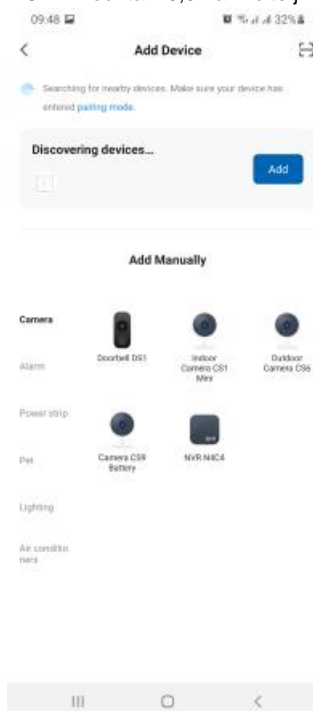 09:48
32%
Add Device
Searching for nearby devices. Make sure your device has
entered pairing mode.
Discovering devices...
Add
Add Manually
Camera
Alarm
Power strip
Pet
Lighting
Air conditio
ners
Doorbell DS1
Indoor
Camera CS1
Mini
Outdoor
Camera CS6
Camera CS9
Battery
NVR N4C4